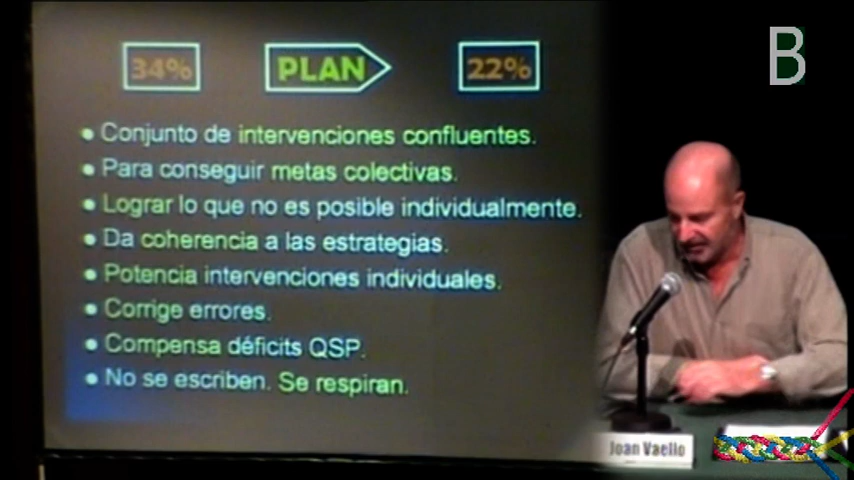 B
34% PLAN 22%
Conjunto de intervenciones confluentes.
Para conseguir metas colectivas.
Lograr lo que no es posible individualmente.
Da coherencia a las estrategias.
Potencia intervenciones individuales.
Corrige errores.
Compensa déficits QSP.
No se escriben. Se respiran.
Joan Vaello